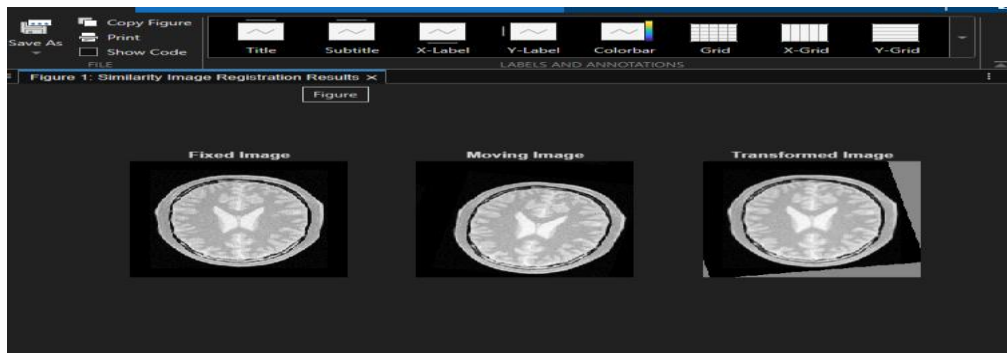 Save As
Copy Figure
Print
Show Code
FILE
Title
Subtitle
X-Label
Y-Label
Colorbar
Grid
X-Grid
Y-Grid
LABELS AND ANNOTATIONS
Figure 1: Similarity Image Registration Results ×
Figure
Fixed Image
Moving Image
Transformed Image